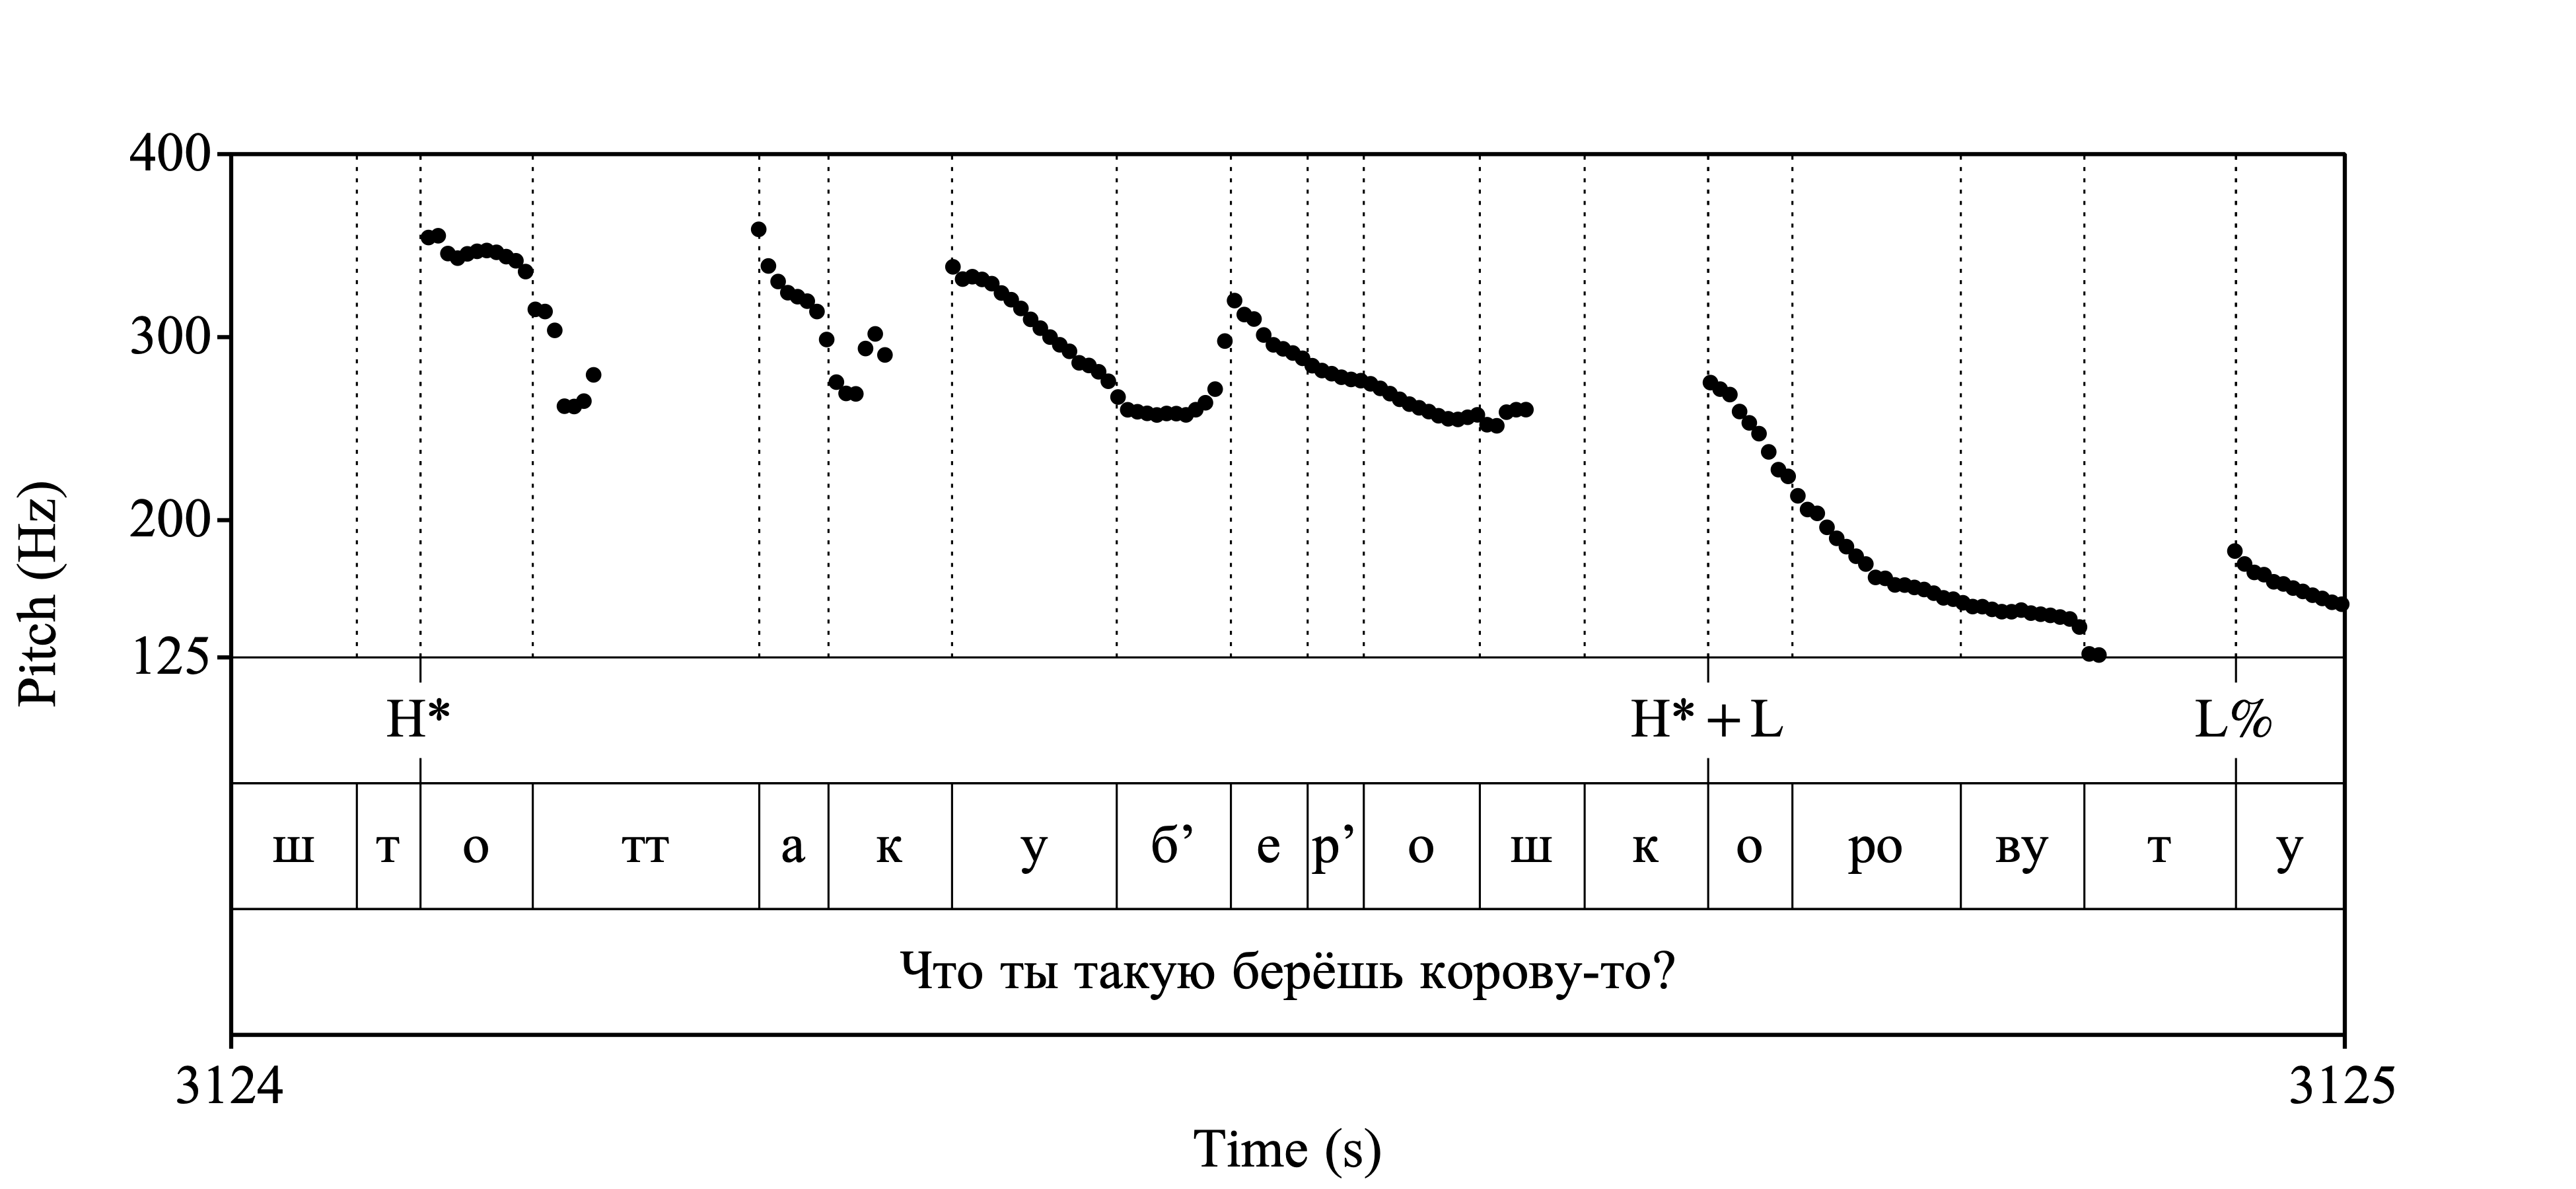 400
300
200
125
Pitch (Hz)
H* H* + L L%
ш т о тт а к у б’ е р’ о ш к о ро ву т у
Что ты такую берёшь корову-то?
3124 3125
Time (s)